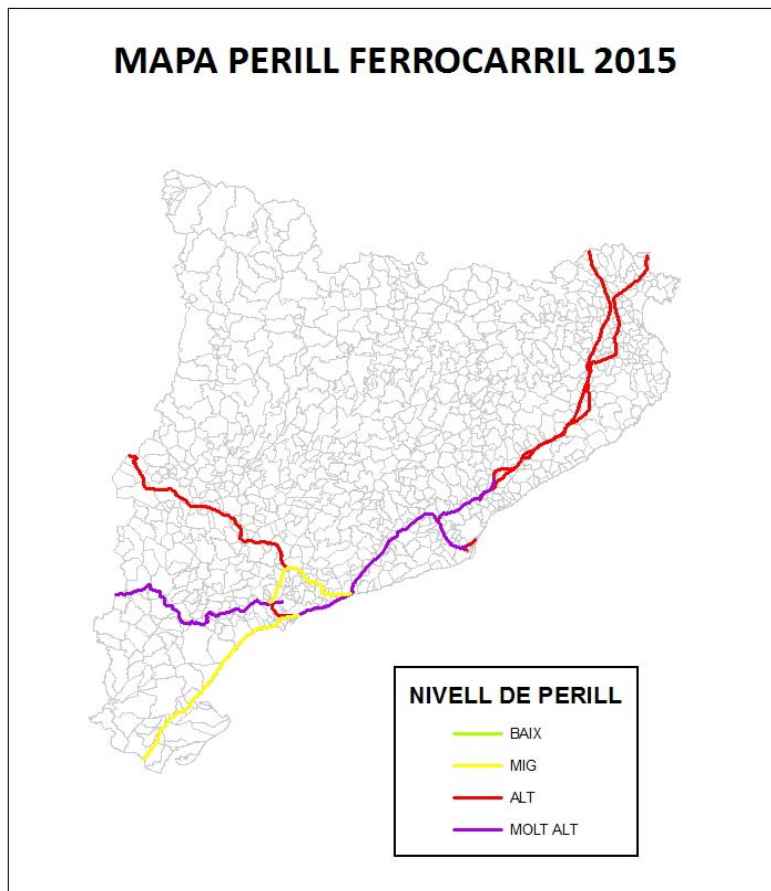 MAPA PERILL FERROCARRIL 2015
NIVELL DE PERILL
BAIX
MIG
ALT
MOLT ALT